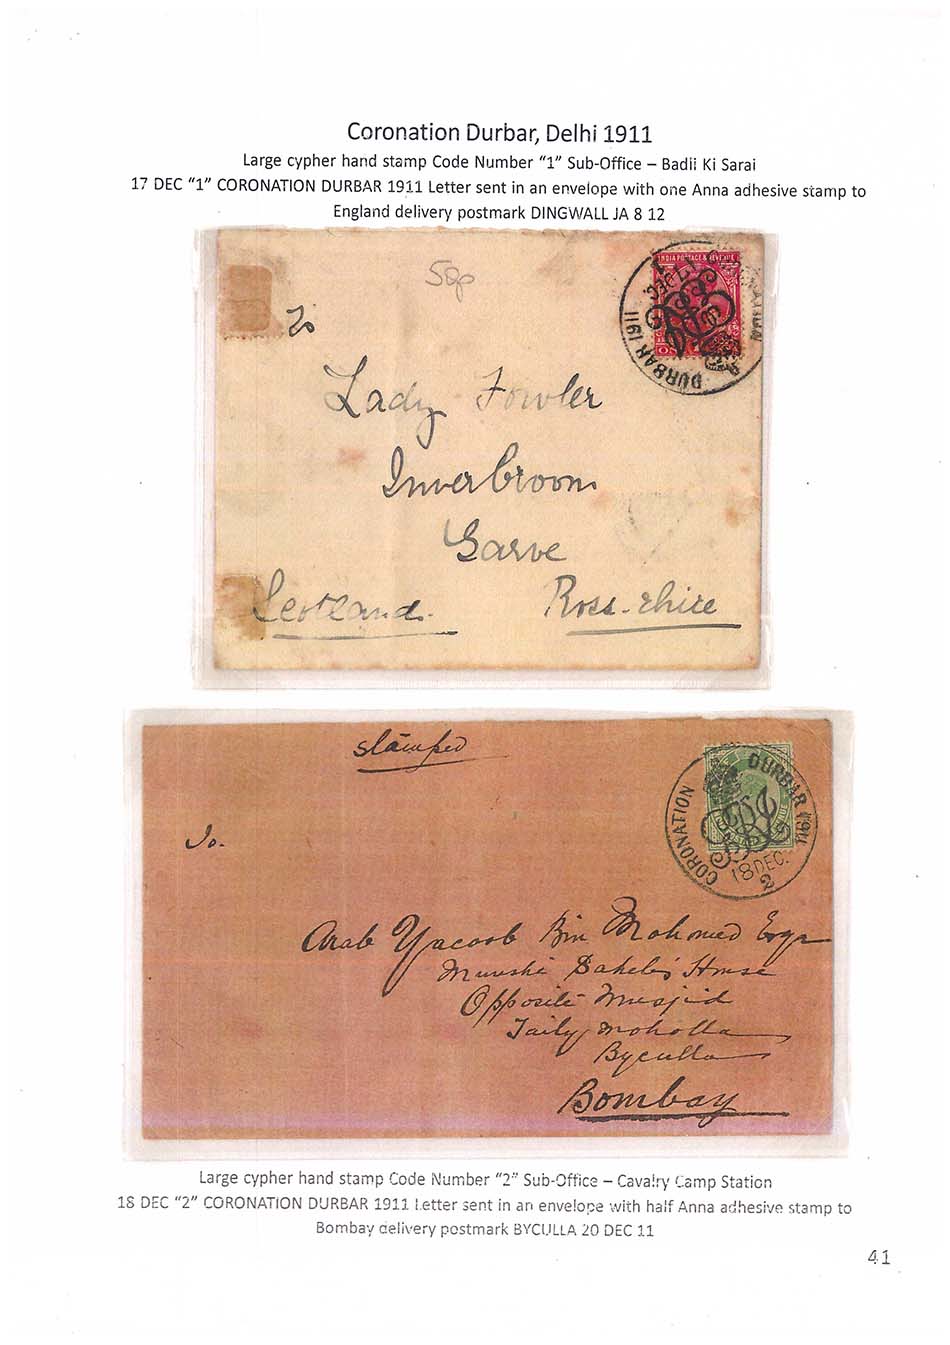 Coronation Durbar, Delhi 1911
Large cypher hand stamp Code Number "1" Sub-Office – Badli Ki Sarai
17 DEC "1" CORONATION DURBAR 1911 Letter sent in an envelope with one Anna adhesive stamp to
England delivery postmark DINGWALL JA 8 12
50p
INDIA POSTAGE & REVENUE
17 DEC
DURBAR 1911
To
Lady Fowler
Inverbroom
Garve
Scotland. Ross-shire
stamped
CORONATION DURBAR 1911
18 DEC.
2
To.
Arab Yacoob Bin Mohomed Esqr
Munshi Saheb's House
Opposite Musjid
Taily Moholla
Byculla
Bombay
Large cypher hand stamp Code Number "2" Sub-Office – Cavalry Camp Station
18 DEC "2" CORONATION DURBAR 1911 Letter sent in an envelope with half Anna adhesive stamp to
Bombay delivery postmark BYCULLA 20 DEC 11
41